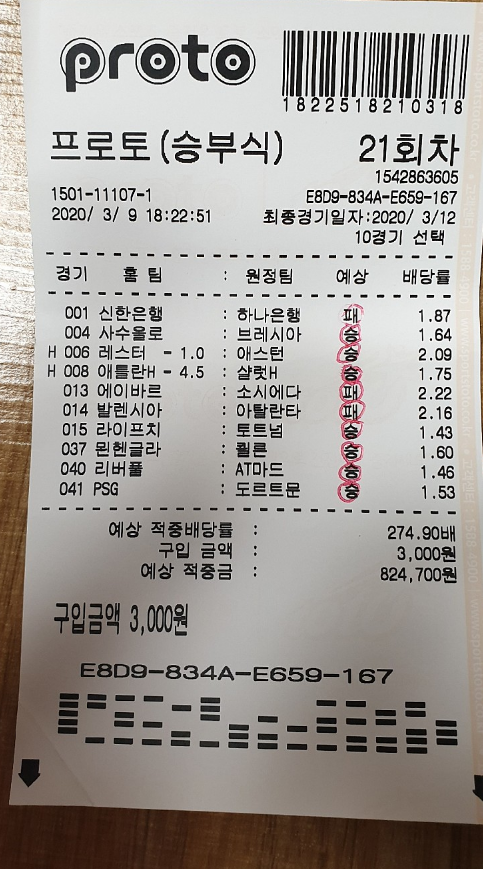 proto
1822518210318
프로토(승부식) 21회차
1542863605
1501-11107-1 E8D9-834A-E659-167
2020/ 3/ 9 18:22:51 최종경기일자:2020/ 3/12
10경기 선택
경기 홈 팀 : 원정팀 예상 배당률
001 신한은행 : 하나은행 패 1.87
004 사수올로 : 브레시아 승 1.64
H 006 레스터 - 1.0 : 애스턴 승 2.09
H 008 애틀란H - 4.5 : 샬럿H 승 1.75
013 에이바르 : 소시에다 패 2.22
014 발렌시아 : 아탈란타 패 2.16
015 라이프치 : 토트넘 승 1.43
037 묀헨글라 : 쾰른 승 1.60
040 리버풀 : AT마드 승 1.46
041 PSG : 도르트문 승 1.53
예상 적중배당률 : 274.90배
구입 금액 : 3,000원
예상 적중금 : 824,700원
구입금액 3,000원
E8D9-834A-E659-167